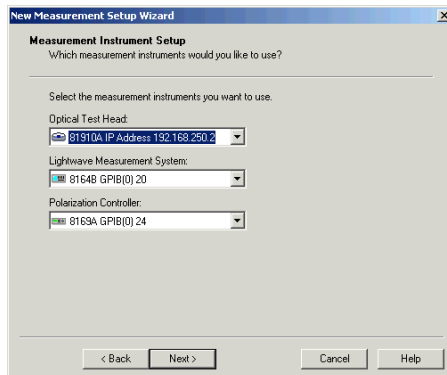 New Measurement Setup Wizard
Measurement Instrument Setup
Which measurement instruments would you like to use?
Select the measurement instruments you want to use.
Optical Test Head:
81910A IP Address 192.168.250.2
Lightwave Measurement System:
8164B GPIB(0) 20
Polarization Controller:
8169A GPIB(0) 24
< Back Next > Cancel Help